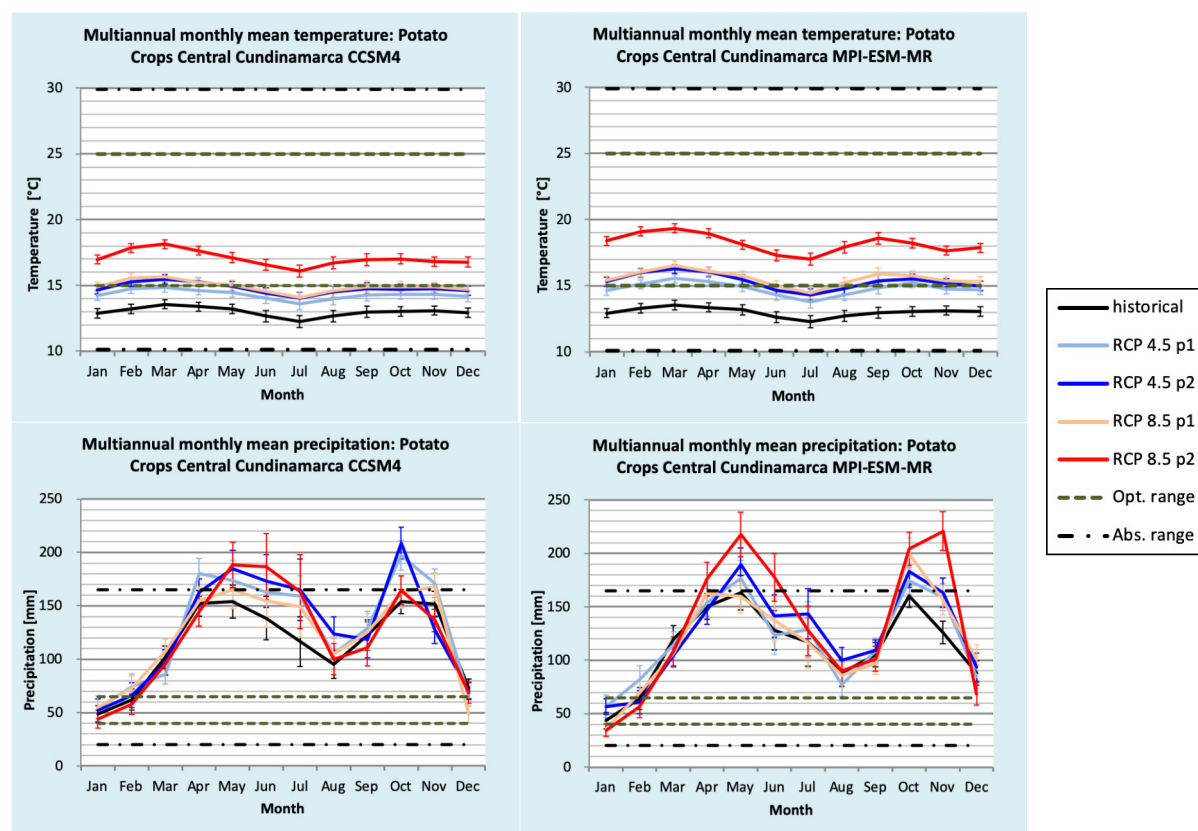 Multiannual monthly mean temperature: Potato
Crops Central Cundinamarca CCSM4
30
25
20
15
10
Temperature [°C]
Jan Feb Mar Apr May Jun Jul Aug Sep Oct Nov Dec
Month
Multiannual monthly mean temperature: Potato
Crops Central Cundinamarca MPI-ESM-MR
30
25
20
15
10
Temperature [°C]
Jan Feb Mar Apr May Jun Jul Aug Sep Oct Nov Dec
Month
Multiannual monthly mean precipitation: Potato
Crops Central Cundinamarca CCSM4
250
200
150
100
50
0
Precipitation [mm]
Jan Feb Mar Apr May Jun Jul Aug Sep Oct Nov Dec
Month
Multiannual monthly mean precipitation: Potato
Crops Central Cundinamarca MPI-ESM-MR
250
200
150
100
50
0
Precipitation [mm]
Jan Feb Mar Apr May Jun Jul Aug Sep Oct Nov Dec
Month
historical
RCP 4.5 p1
RCP 4.5 p2
RCP 8.5 p1
RCP 8.5 p2
Opt. range
Abs. range